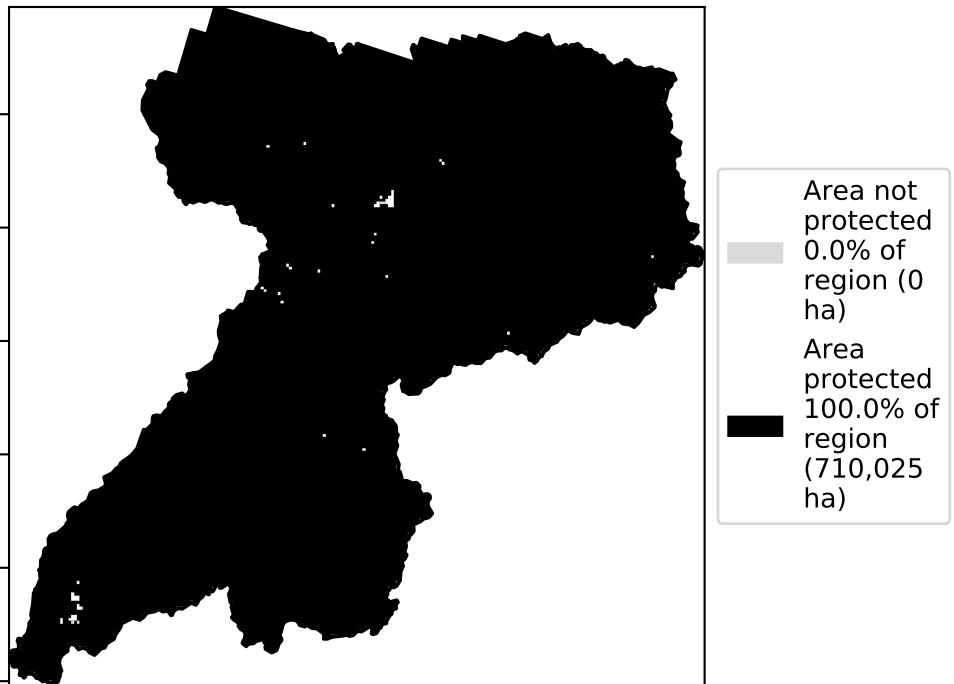 Area not
protected
0.0% of
region (0
ha)
Area
protected
100.0% of
region
(710,025
ha)